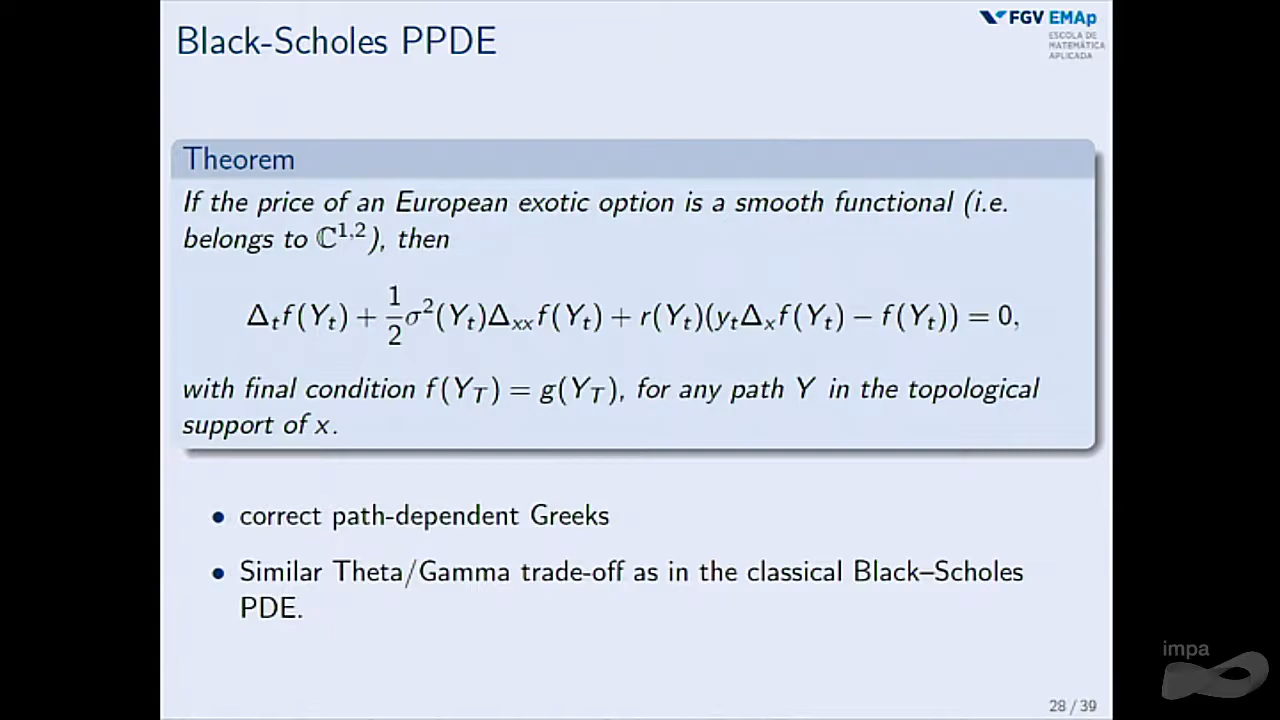 Black-Scholes PPDE
FGV EMAp
ESCOLA DE
MATEMÁTICA
APLICADA
Theorem
If the price of an European exotic option is a smooth functional (i.e.
belongs to ℂ^{1,2}), then
Δ_t f(Y_t) + \frac{1}{2}σ²(Y_t)Δ_{xx} f(Y_t) + r(Y_t)(y_tΔ_x f(Y_t) − f(Y_t)) = 0,
with final condition f(Y_T) = g(Y_T), for any path Y in the topological
support of x.
• correct path-dependent Greeks
• Similar Theta/Gamma trade-off as in the classical Black–Scholes
PDE.
impa
28 / 39